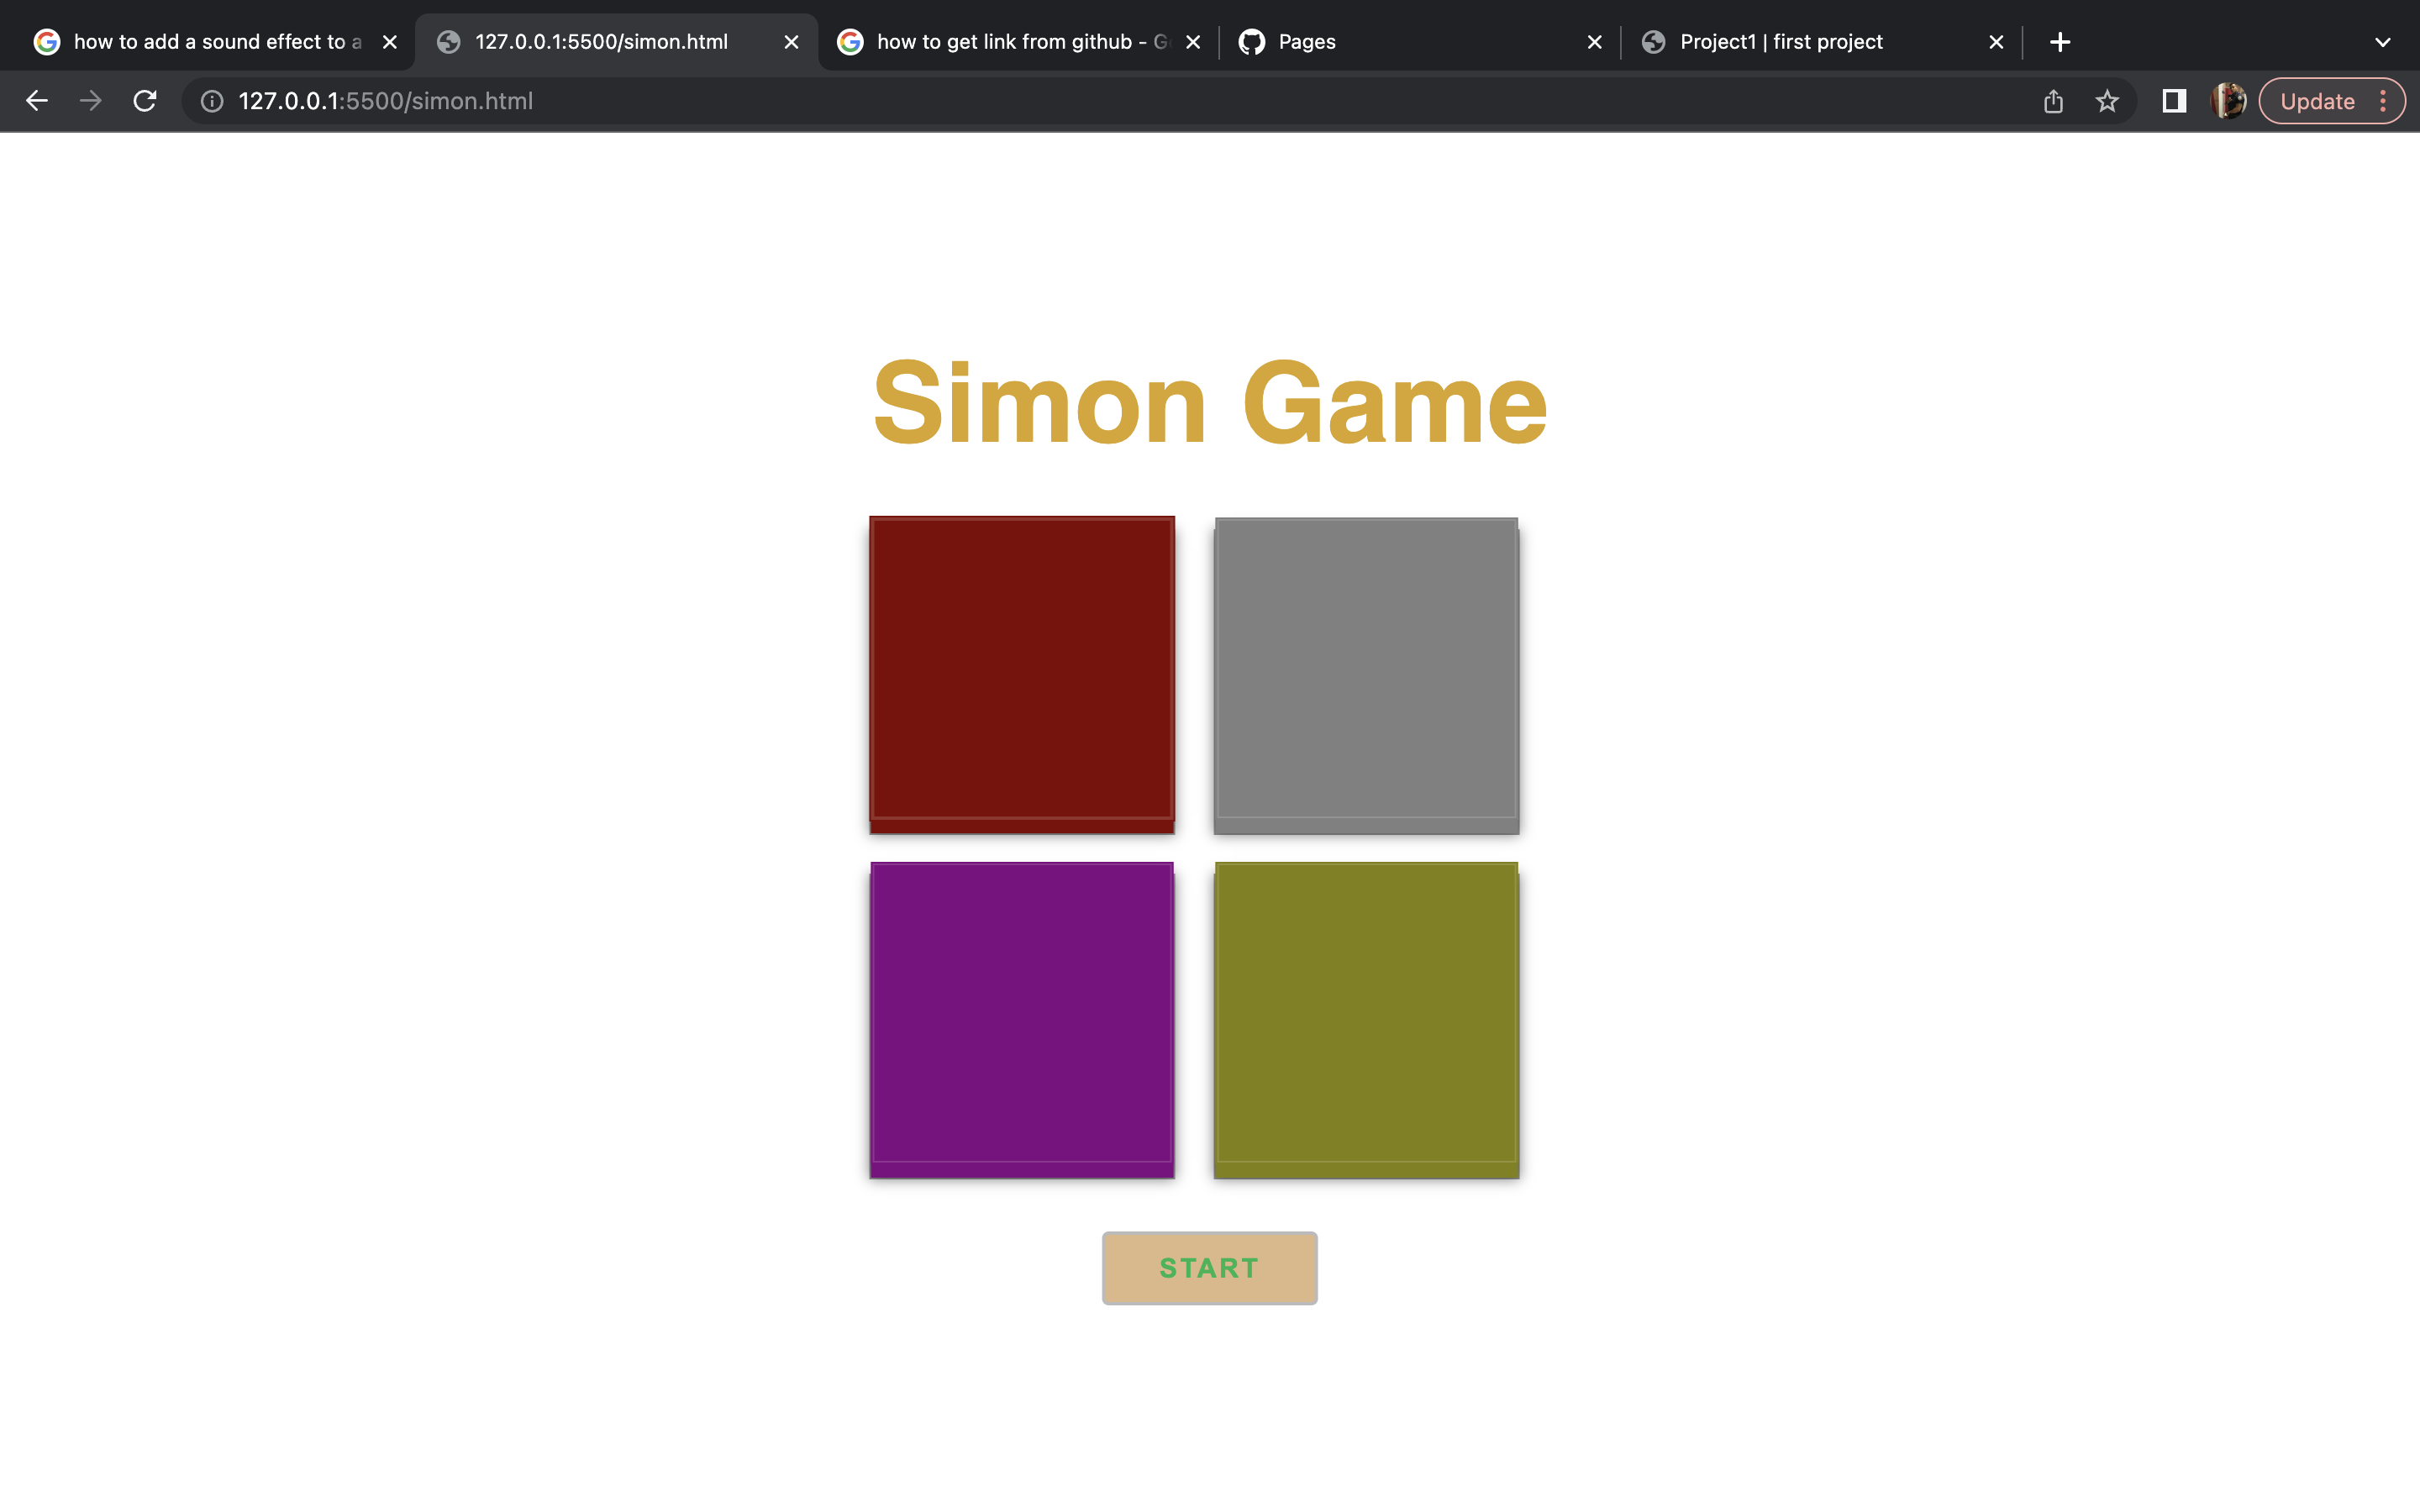 how to add a sound effect to a
127.0.0.1:5500/simon.html
how to get link from github - G
Pages
Project1 | first project
127.0.0.1:5500/simon.html
Update
Simon Game
START